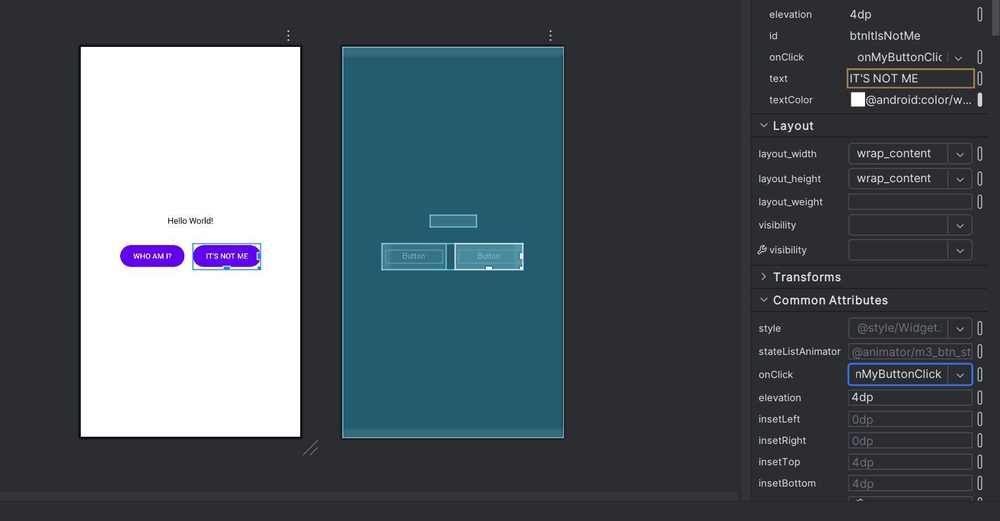 Hello World!
WHO AM I?
IT'S NOT ME
Button
Button
elevation 4dp
id btnItIsNotMe
onClick onMyButtonClic
text IT'S NOT ME
textColor @android:color/w...
Layout
layout_width wrap_content
layout_height wrap_content
layout_weight
visibility
visibility
Transforms
Common Attributes
style @style/Widget.
stateListAnimator @animator/m3_btn_st
onClick nMyButtonClick
elevation 4dp
insetLeft 0dp
insetRight 0dp
insetTop 4dp
insetBottom 4dp